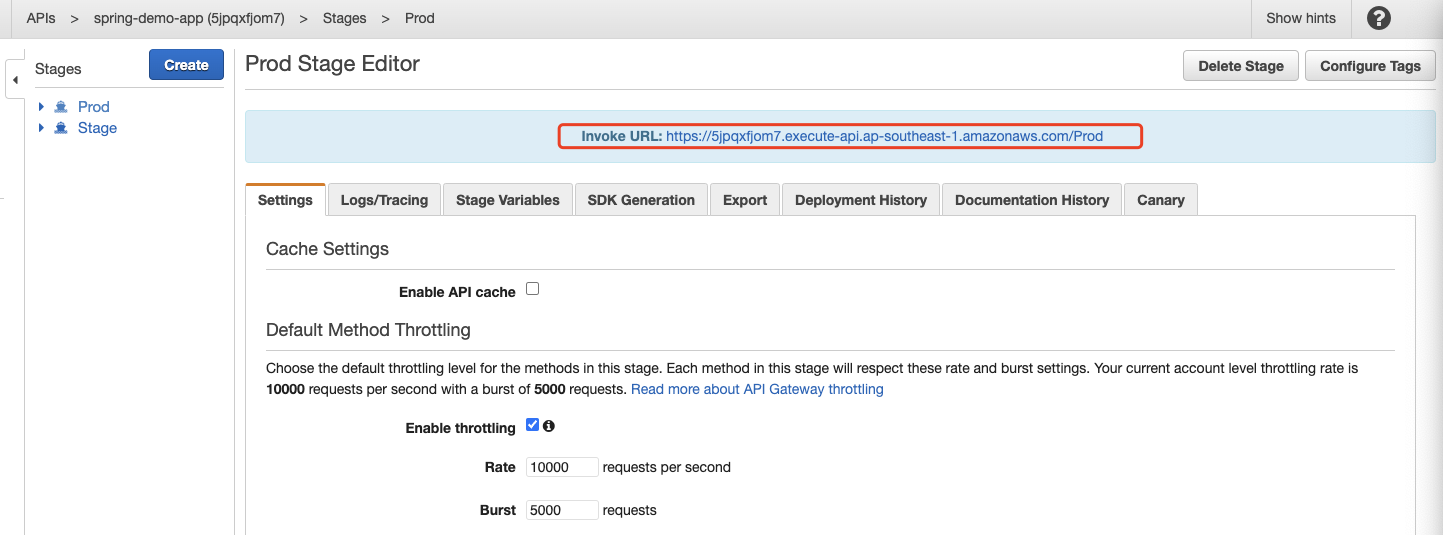 APIs > spring-demo-app (5jpqxfjom7) > Stages > Prod
Show hints
?
Stages
Create
Prod
Stage
Prod Stage Editor
Delete Stage
Configure Tags
Invoke URL: https://5jpqxfjom7.execute-api.ap-southeast-1.amazonaws.com/Prod
Settings
Logs/Tracing
Stage Variables
SDK Generation
Export
Deployment History
Documentation History
Canary
Cache Settings
Enable API cache
Default Method Throttling
Choose the default throttling level for the methods in this stage. Each method in this stage will respect these rate and burst settings. Your current account level throttling rate is
10000 requests per second with a burst of 5000 requests. Read more about API Gateway throttling
Enable throttling
Rate 10000 requests per second
Burst 5000 requests